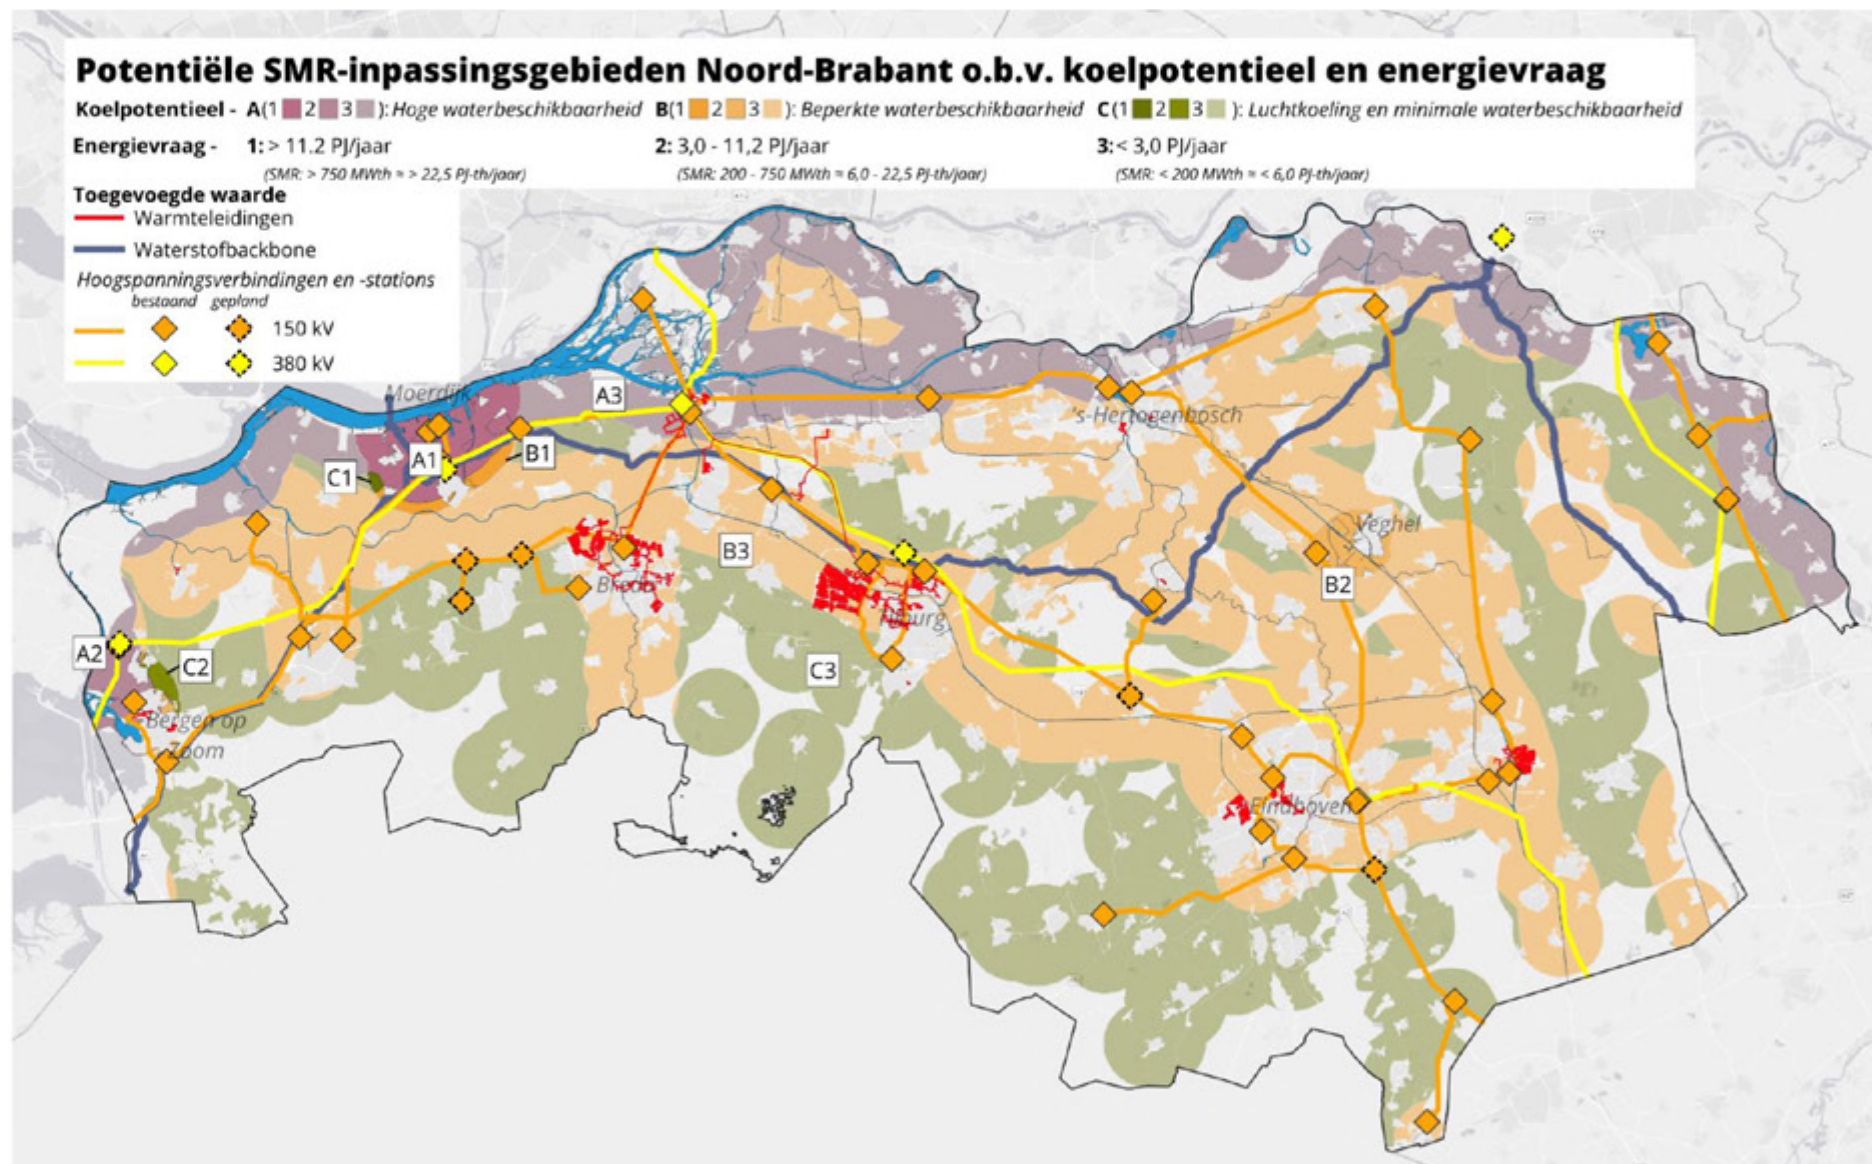 Potentiële SMR-inpassingsgebieden Noord-Brabant o.b.v. koelpotentieel en energievraag
Koelpotentieel - A(1 2 3 ): Hoge waterbeschikbaarheid B(1 2 3 ): Beperkte waterbeschikbaarheid C(1 2 3 ): Luchtkoeling en minimale waterbeschikbaarheid
Energievraag - 1: > 11.2 PJ/jaar 2: 3,0 - 11,2 PJ/jaar 3: < 3,0 PJ/jaar
(SMR: > 750 MWth ≈ > 22,5 PJ-th/jaar) (SMR: 200 - 750 MWth ≈ 6,0 - 22,5 PJ-th/jaar) (SMR: < 200 MWth ≈ < 6,0 PJ-th/jaar)
Toegevoegde waarde
Warmteleidingen
Waterstofbackbone
Hoogspanningsverbindingen en -stations
bestaand gepland
150 kV
380 kV
Moerdijk
A3
's-Hertogenbosch
A1
B1
C1
Veghel
B3
Breda
B2
Tilburg
A2
C2
C3
Bergen op
Zoom
Eindhoven